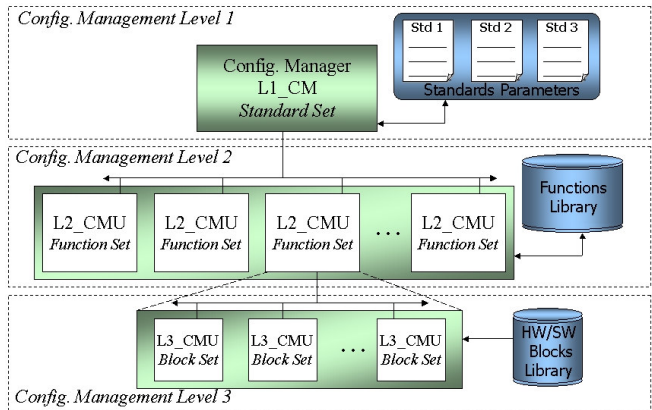 Config. Management Level 1
Std 1 Std 2 Std 3
Config. Manager
L1_CM
Standard Set
Standards Parameters
Config. Management Level 2
L2_CMU L2_CMU L2_CMU ... L2_CMU
Function Set Function Set Function Set Function Set
Functions
Library
L3_CMU L3_CMU ... L3_CMU
Block Set Block Set Block Set
HW/SW
Blocks
Library
Config. Management Level 3